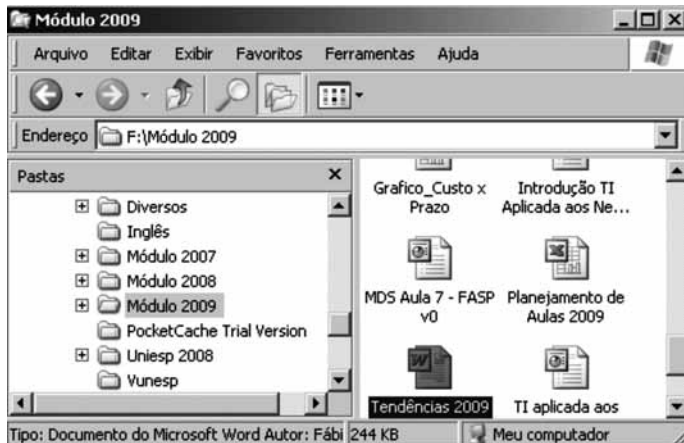 Módulo 2009
Arquivo Editar Exibir Favoritos Ferramentas Ajuda
Endereço F:\Módulo 2009
Pastas
Diversos
Inglês
Módulo 2007
Módulo 2008
Módulo 2009
PocketCache Trial Version
Uniesp 2008
Vunesp
Grafico_Custo x
Prazo
Introdução TI
Aplicada aos Ne...
MDS Aula 7 - FASP
v0
Planejamento de
Aulas 2009
Tendências 2009
TI aplicada aos
Tipo: Documento do Microsoft Word Autor: Fábi 244 KB Meu computador